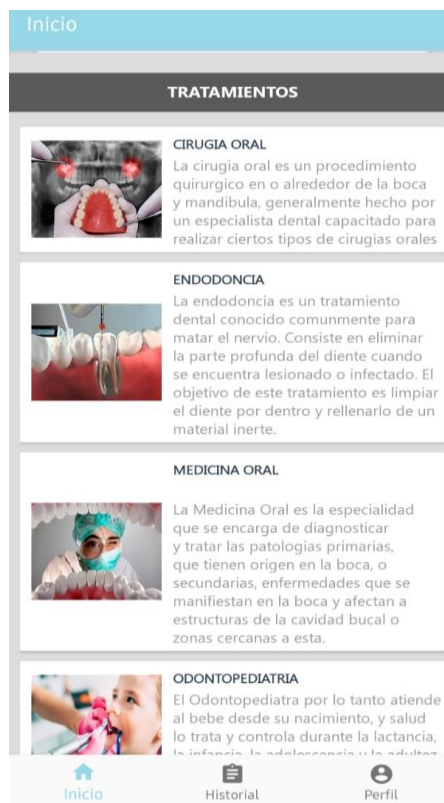 Inicio
TRATAMIENTOS
CIRUGIA ORAL
La cirugia oral es un procedimiento
quirurgico en o alrededor de la boca
y mandibula, generalmente hecho por
un especialista dental capacitado para
realizar ciertos tipos de cirugias orales
ENDODONCIA
La endodoncia es un tratamiento
dental conocido comunmente para
matar el nervio. Consiste en eliminar
la parte profunda del diente cuando
se encuentra lesionado o infectado. El
objetivo de este tratamiento es limpiar
el diente por dentro y rellenarlo de un
material inerte.
MEDICINA ORAL
La Medicina Oral es la especialidad
que se encarga de diagnosticar
y tratar las patologias primarias,
que tienen origen en la boca, o
secundarias, enfermedades que se
manifiestan en la boca y afectan a
estructuras de la cavidad bucal o
zonas cercanas a esta.
ODONTOPEDIATRIA
El Odontopediatra por lo tanto atiende
al bebe desde su nacimiento, y salud
lo trata y controla durante la lactancia,
la infancia, la adolescencia y la adultez
Inicio
Historial
Perfil